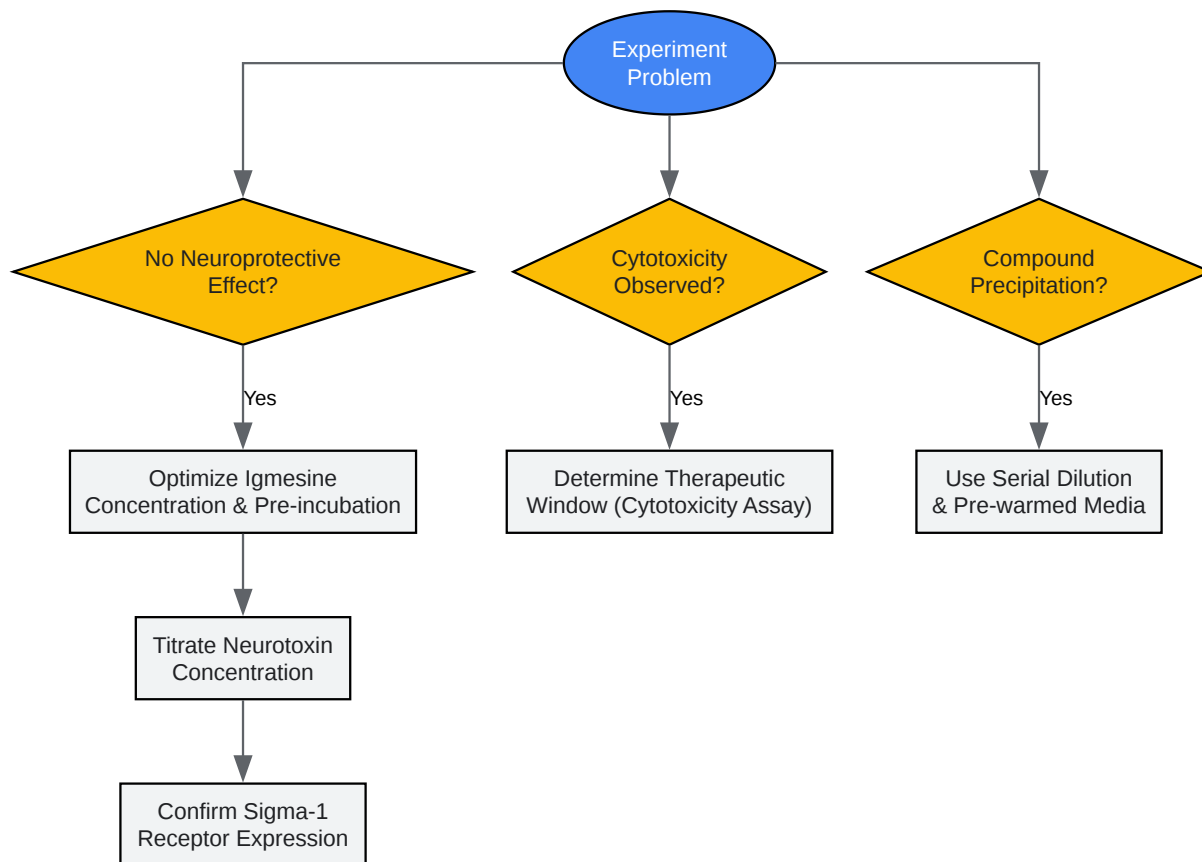 Experiment
Problem
No Neuroprotective
Effect?
Cytotoxicity
Observed?
Compound
Precipitation?
Yes
Yes
Yes
Optimize Igmesine
Concentration & Pre-incubation
Determine Therapeutic
Window (Cytotoxicity Assay)
Use Serial Dilution
& Pre-warmed Media
Titrate Neurotoxin
Concentration
Confirm Sigma-1
Receptor Expression